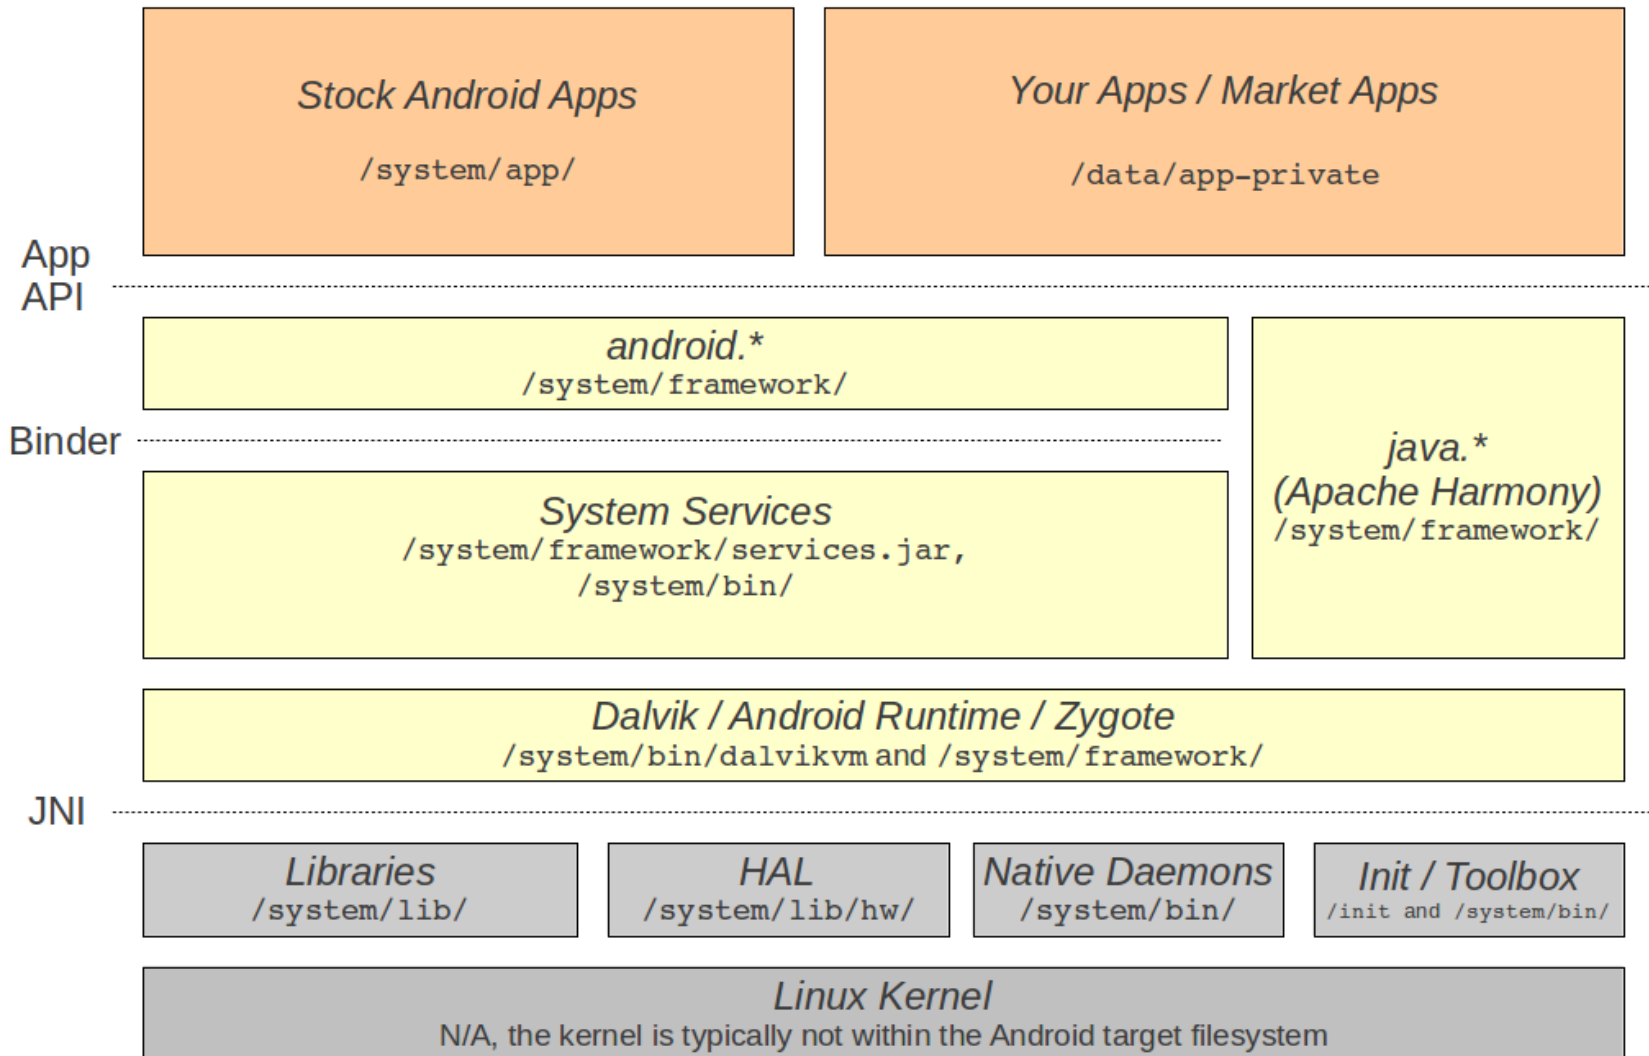 Stock Android Apps
/system/app/
Your Apps / Market Apps
/data/app-private
App
API
android.*
/system/framework/
Binder
System Services
/system/framework/services.jar,
/system/bin/
java.*
(Apache Harmony)
/system/framework/
Dalvik / Android Runtime / Zygote
/system/bin/dalvikvm and /system/framework/
JNI
Libraries
/system/lib/
HAL
/system/lib/hw/
Native Daemons
/system/bin/
Init / Toolbox
/init and /system/bin/
Linux Kernel
N/A, the kernel is typically not within the Android target filesystem